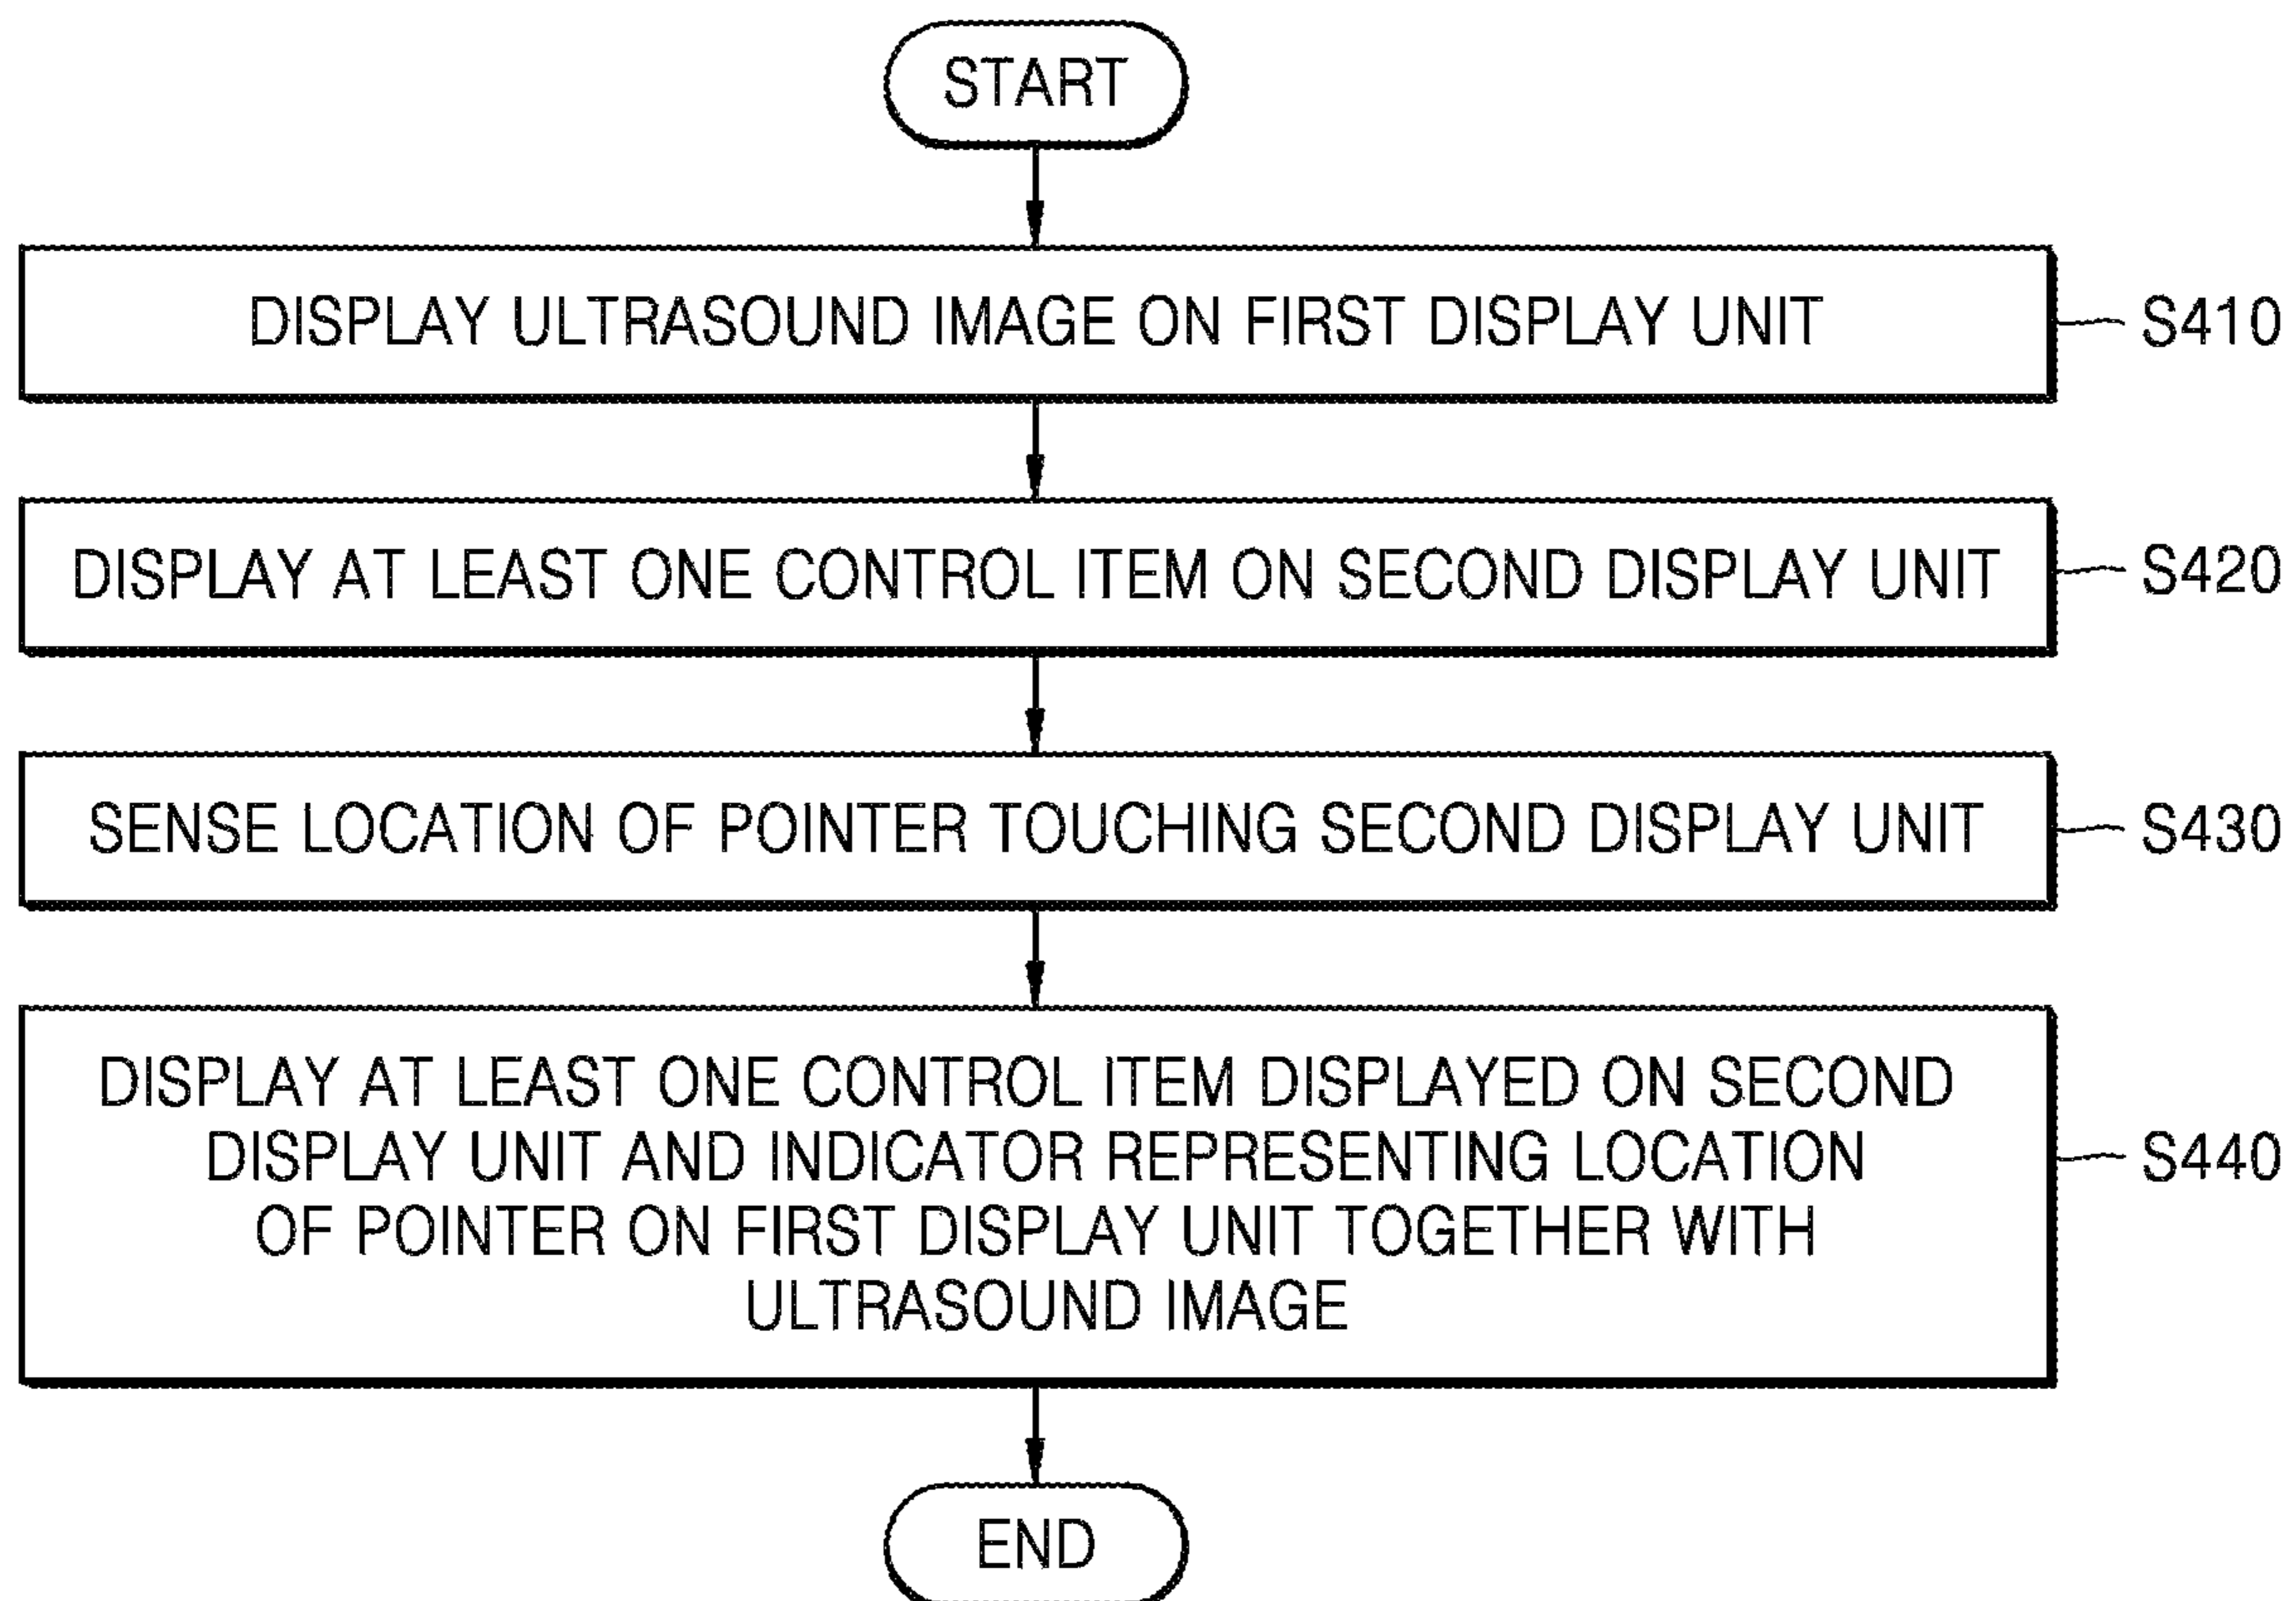 START
DISPLAY ULTRASOUND IMAGE ON FIRST DISPLAY UNIT
S410
DISPLAY AT LEAST ONE CONTROL ITEM ON SECOND DISPLAY UNIT
S420
SENSE LOCATION OF POINTER TOUCHING SECOND DISPLAY UNIT
S430
DISPLAY AT LEAST ONE CONTROL ITEM DISPLAYED ON SECOND
DISPLAY UNIT AND INDICATOR REPRESENTING LOCATION
OF POINTER ON FIRST DISPLAY UNIT TOGETHER WITH
ULTRASOUND IMAGE
S440
END